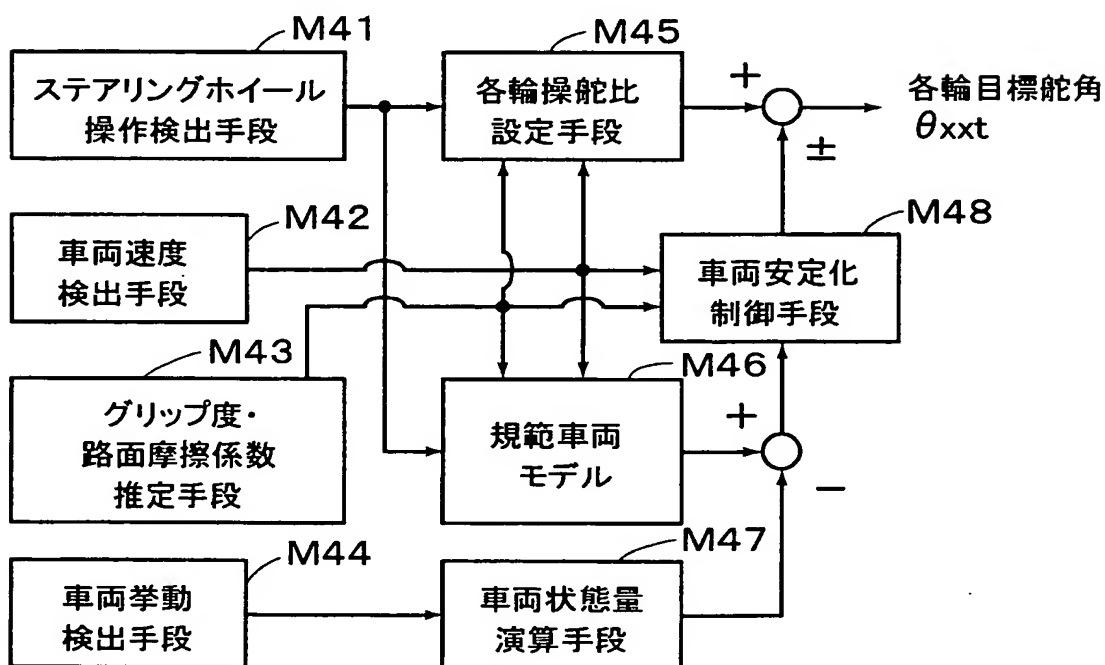 M41
ステアリングホイール
操作検出手段
M45
各輪操舵比
設定手段
+
各輪目標舵角
θxxt
±
M42
車両速度
検出手段
M48
車両安定化
制御手段
M43
グリップ度・
路面摩擦係数
推定手段
M46
規範車両
モデル
+
−
M44
車両挙動
検出手段
M47
車両状態量
演算手段